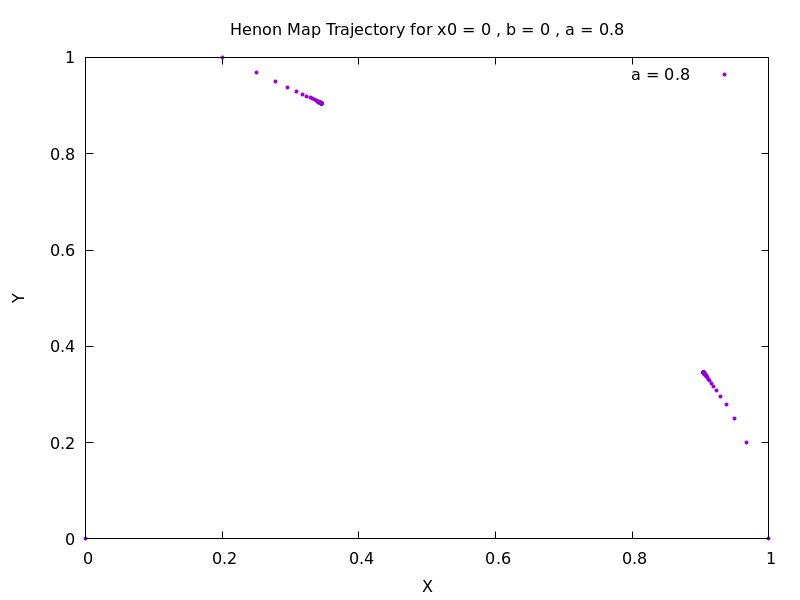 Henon Map Trajectory for x0 = 0 , b = 0 , a = 0.8
1
a = 0.8
0.8
0.6
Y
0.4
0.2
0
0 0.2 0.4 0.6 0.8 1
X